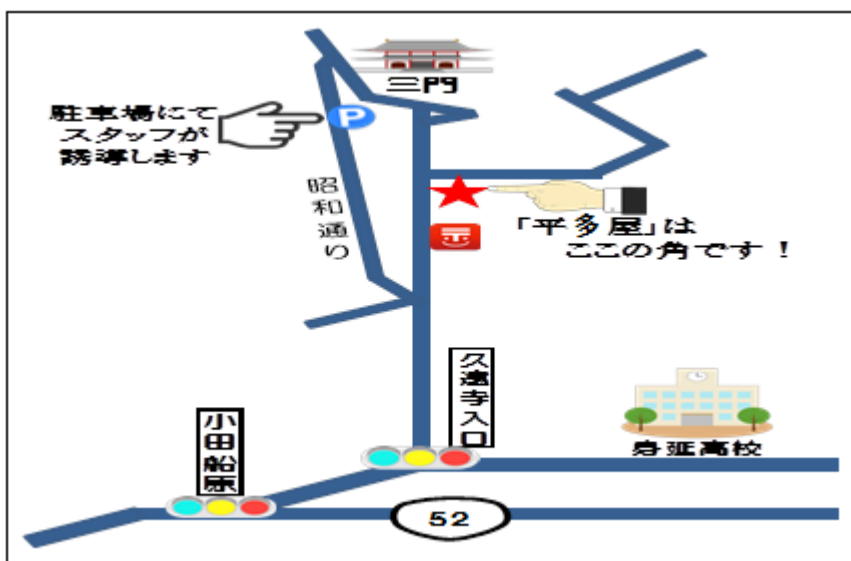 三門
駐車場にて
スタッフが
誘導します
P
昭和通り
「平多屋」は
ここの角です！
久遠寺入口
小田船原
身延高校
52